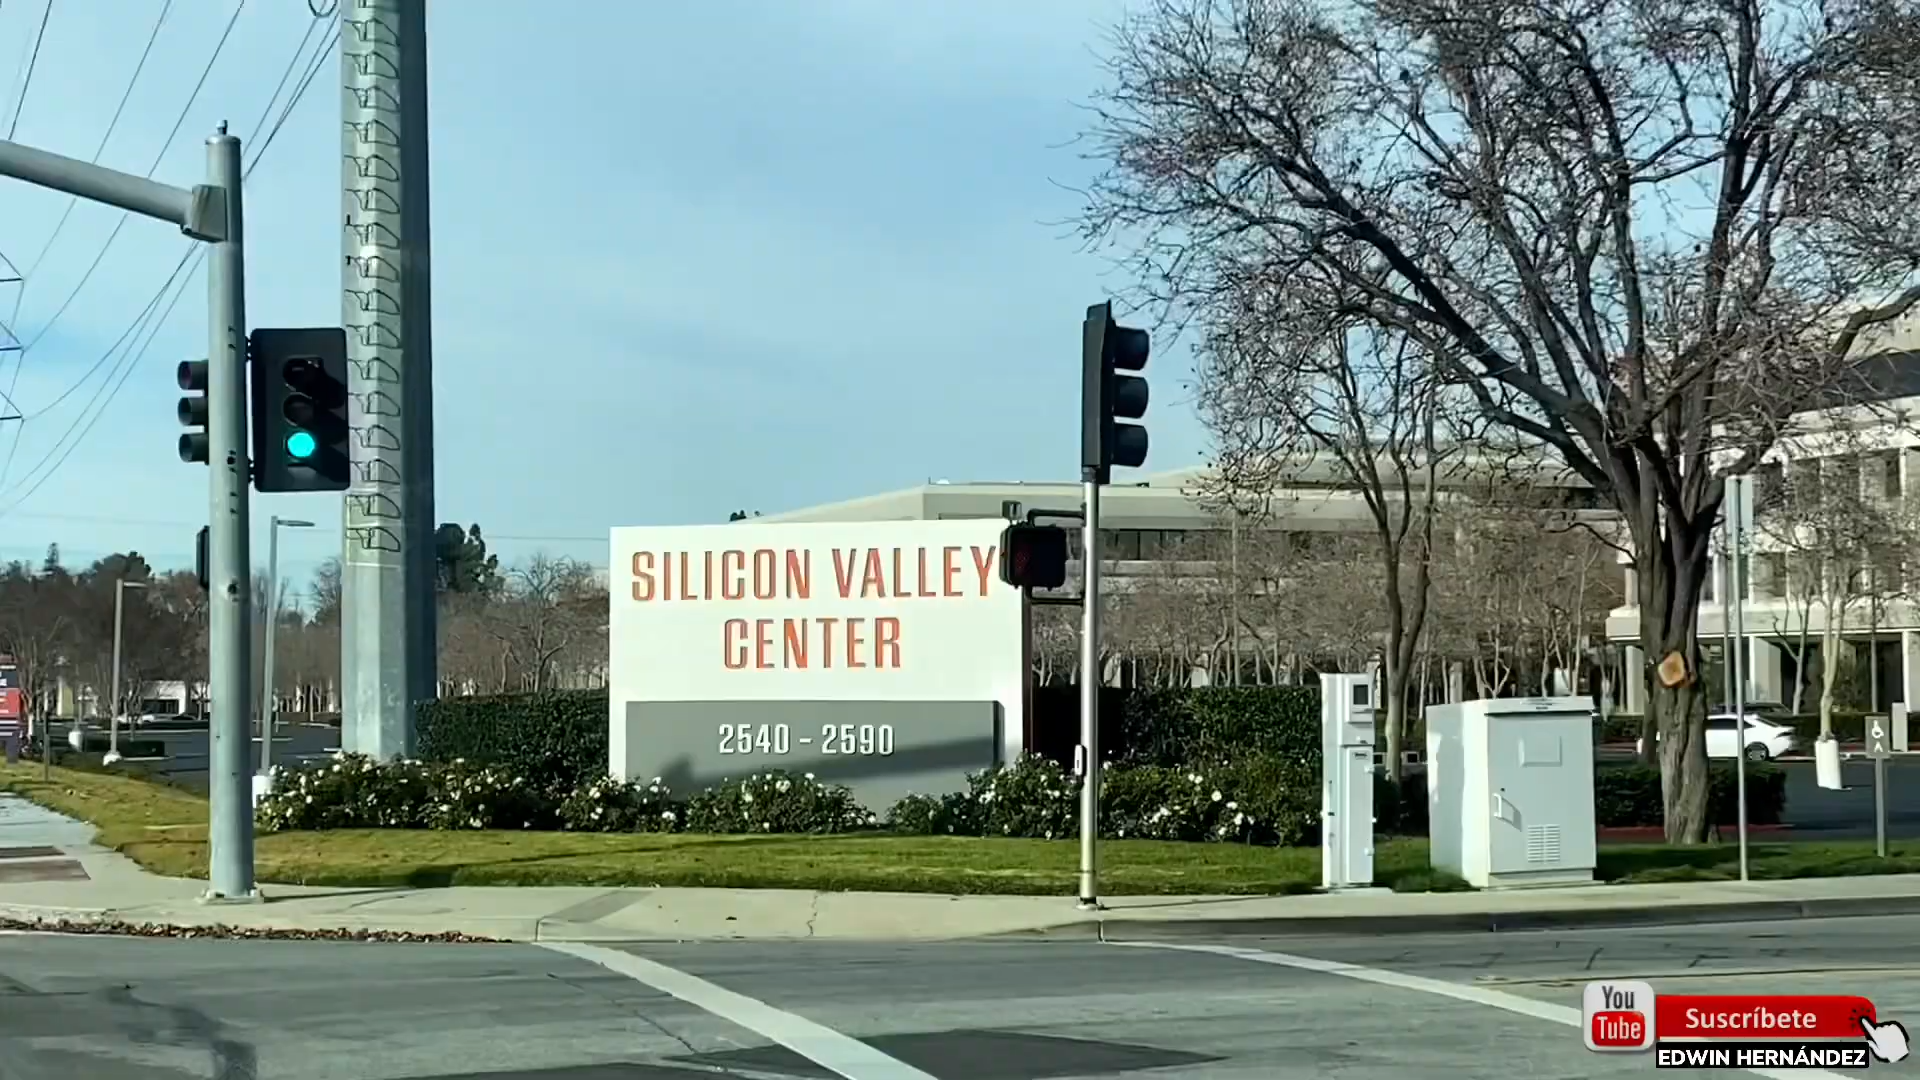 SILICON VALLEY
CENTER
2540 - 2590
You
Tube
Suscríbete
EDWIN HERNÁNDEZ